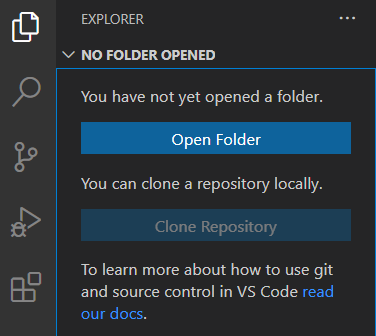 EXPLORER
NO FOLDER OPENED
You have not yet opened a folder.
Open Folder
You can clone a repository locally.
Clone Repository
To learn more about how to use git
and source control in VS Code read
our docs.